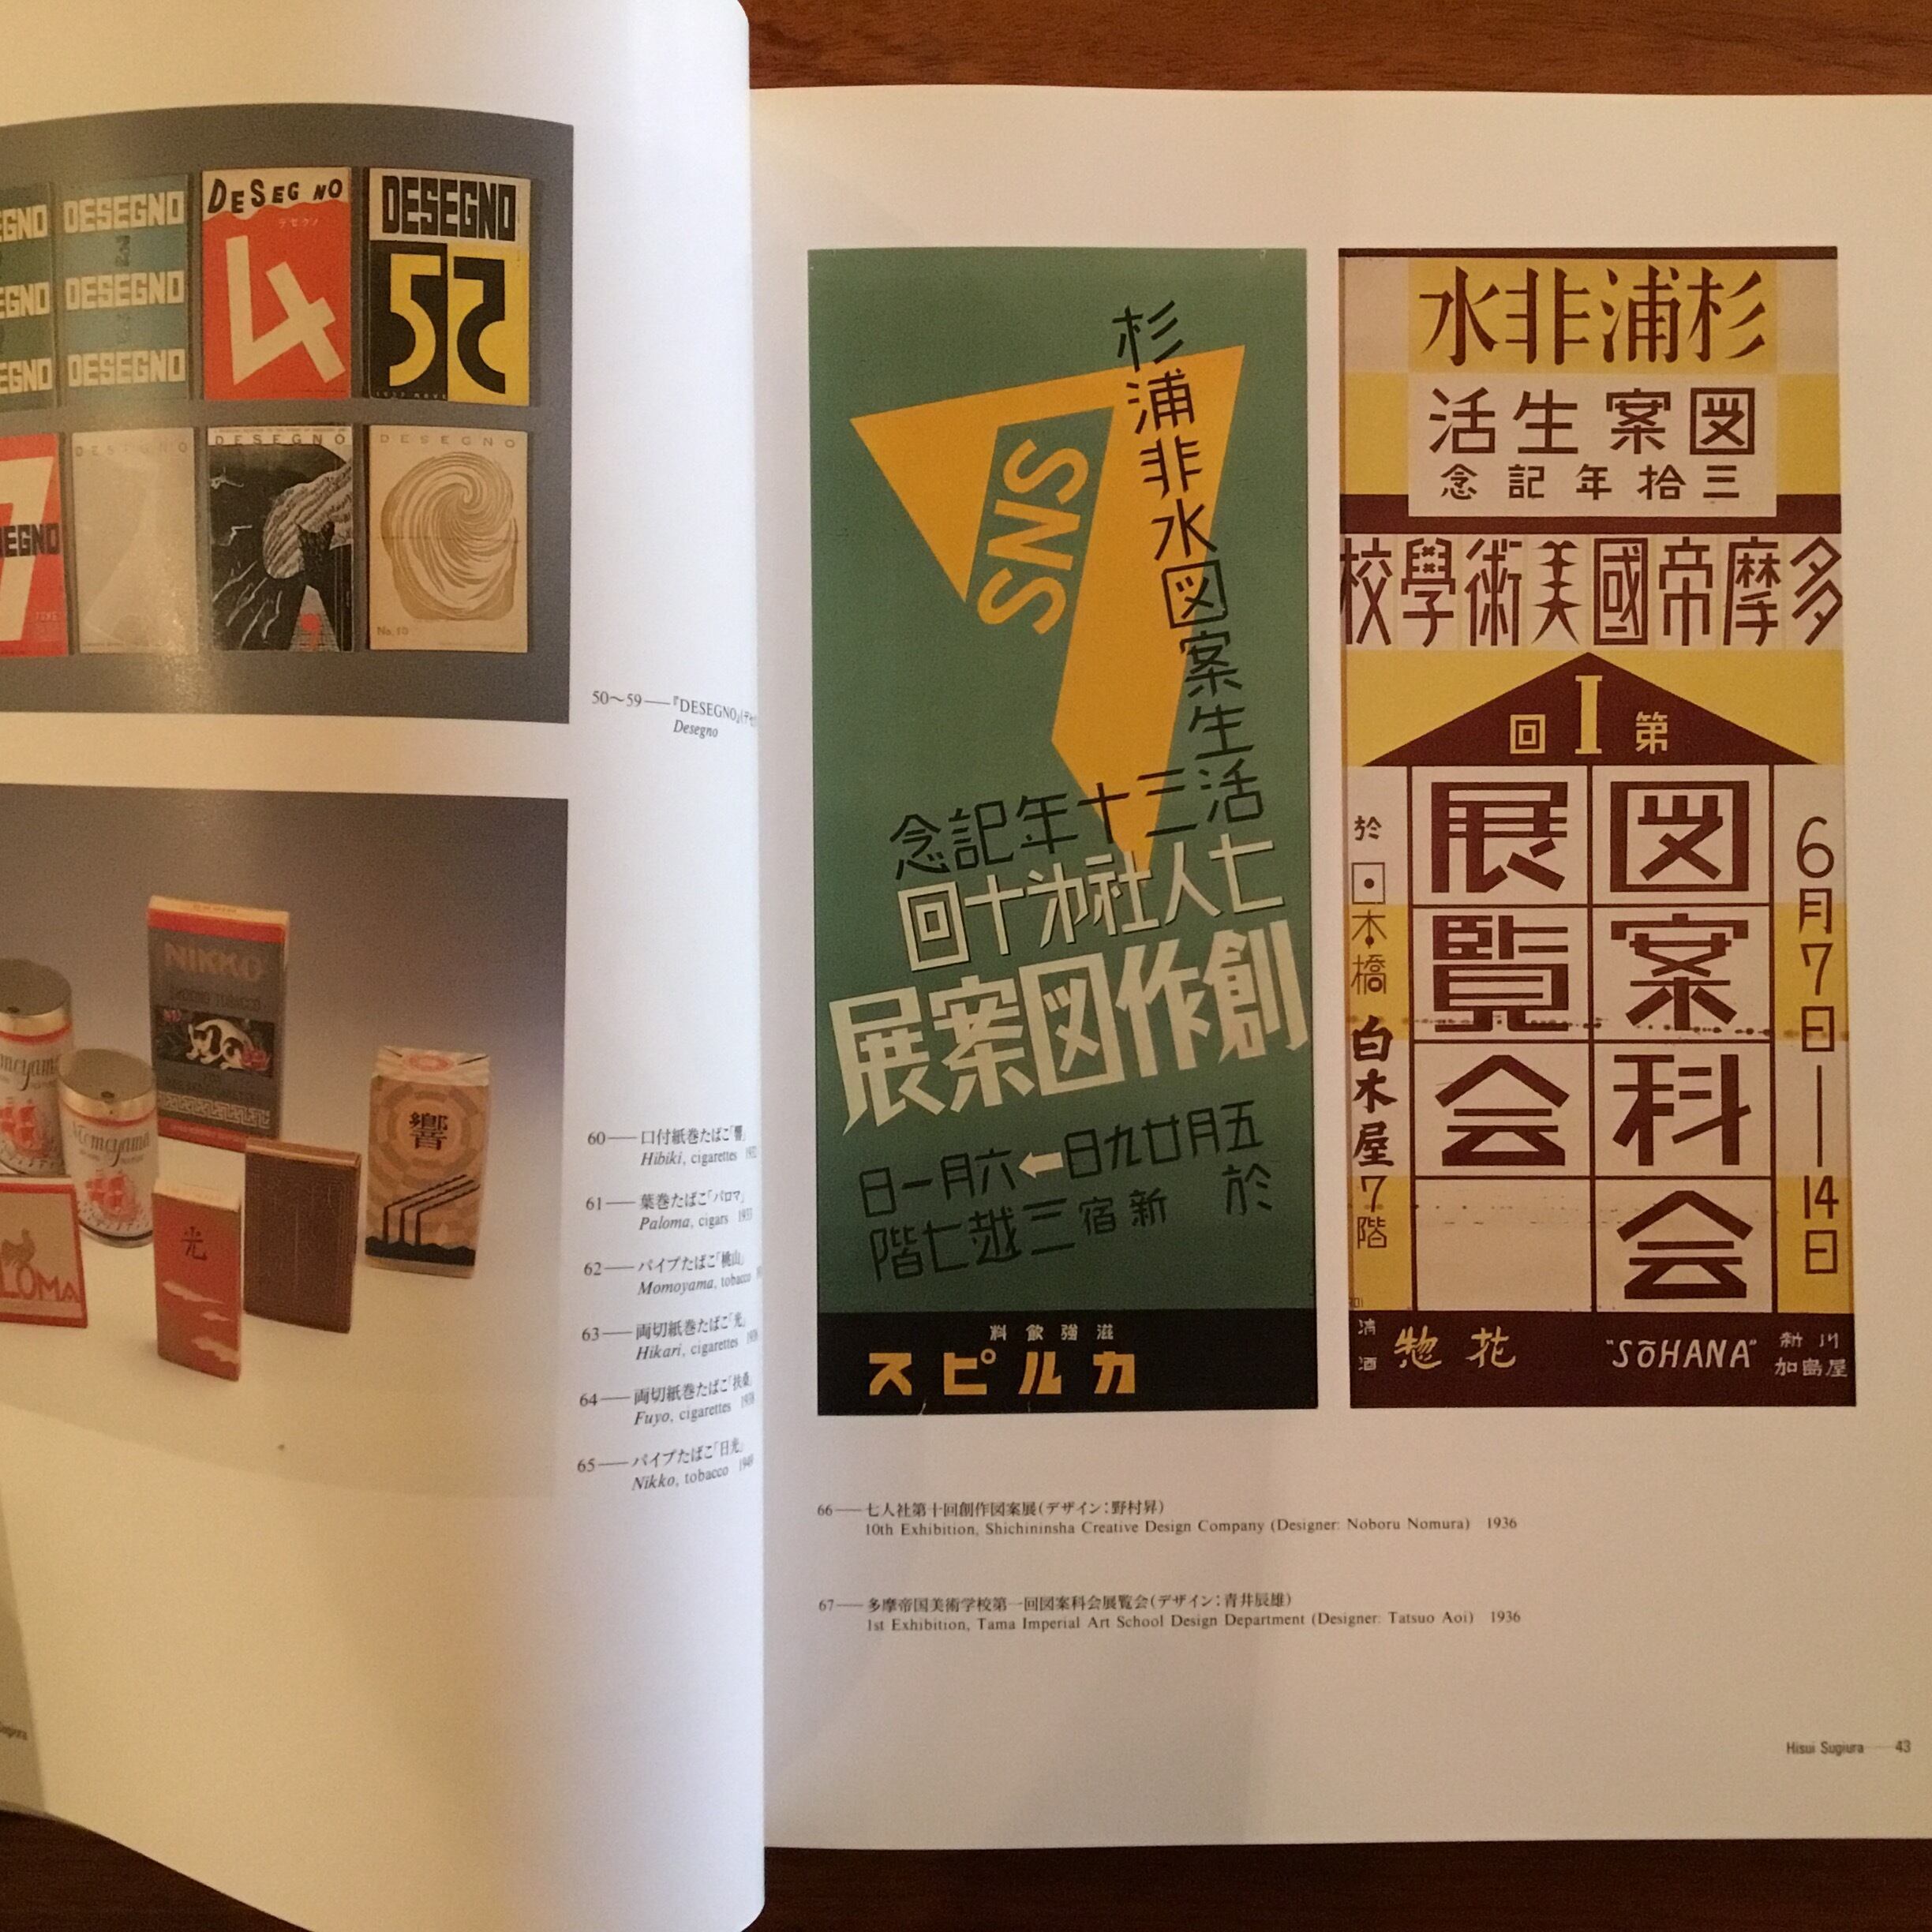 DESEGNO
DESEGNO
DESEGNO
DESEGNO
デセグノ
4
DESEGNO
5
DESEGNO
DESEGNO
DESEGNO
No.10
50〜59──『DESEGNO』
Desegno
NIKKO
Momoyama
響
光
60──口付紙巻たばこ「響」
Hibiki, cigarettes
61──葉巻たばこ「パロマ」
Paloma, cigars 1933
62──パイプたばこ「桃山」
Momoyama, tobacco
63──両切紙巻たばこ「光」
Hikari, cigarettes
64──両切紙巻たばこ「扶桑」
Fuyo, cigarettes
65──パイプたばこ「日光」
Nikko, tobacco
SNS
杉浦非水図案生活三十年記念
七人社㐧十回
創作図案展
五月廿九日←六月一日
於 新宿三越七階
滋強飲料
カルピス
杉浦非水
図案生活
三拾年記念
多摩帝國美術學校
第I回
図案科会
展覧会
6月7日—14日
於日本橋白木屋7階
清酒
惣花
"SŌHANA"
新川
加島屋
66──七人社第十回創作図案展(デザイン:野村昇)
10th Exhibition, Shichininsha Creative Design Company (Designer: Noboru Nomura) 1936
67──多摩帝国美術学校第一回図案科会展覧会(デザイン:青井辰雄)
1st Exhibition, Tama Imperial Art School Design Department (Designer: Tatsuo Aoi) 1936
Hisui Sugiura 43